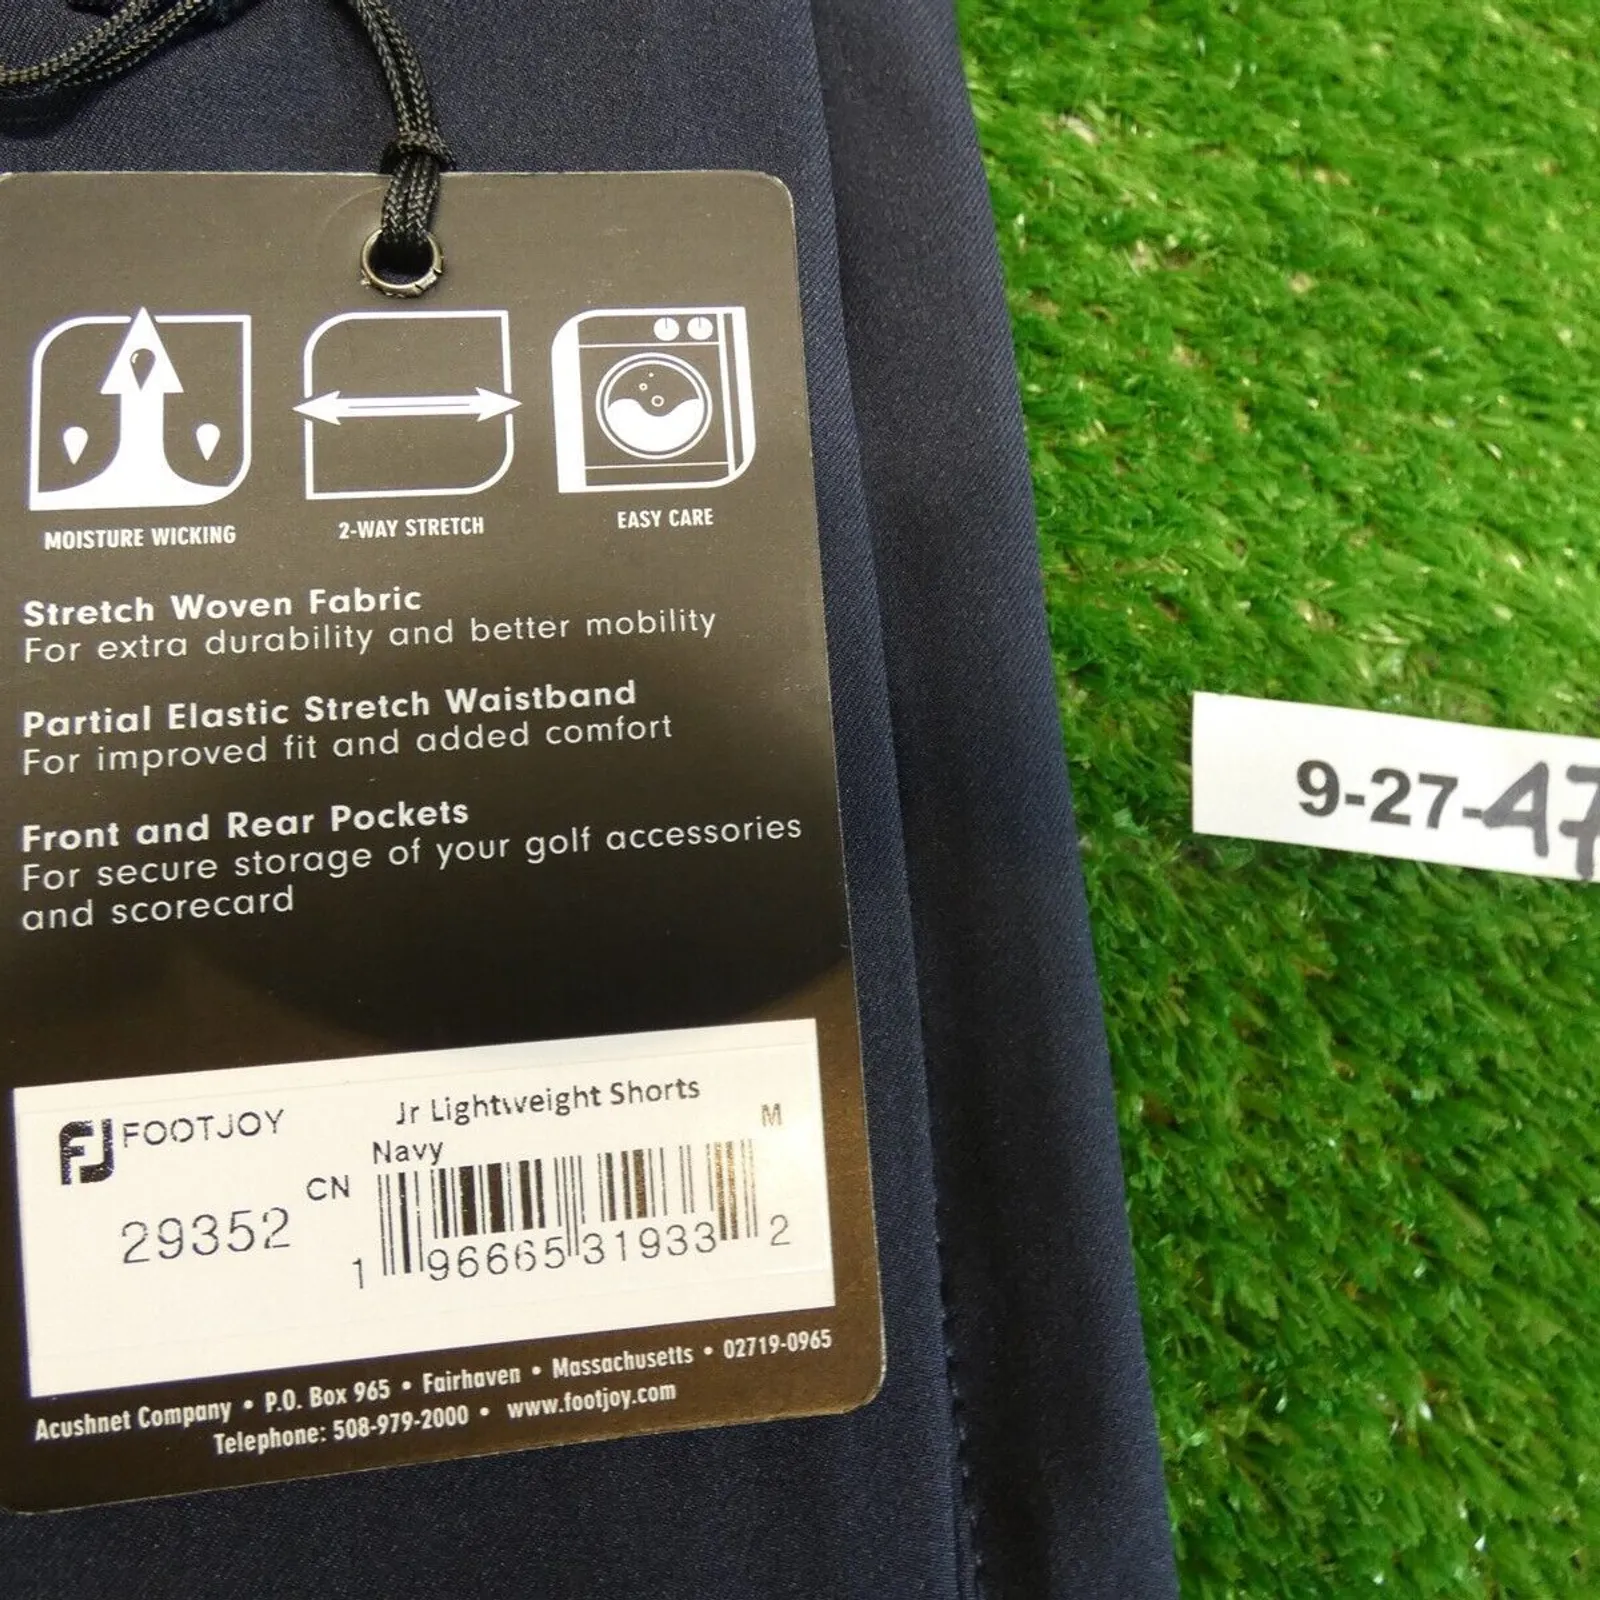 MOISTURE WICKING
2-WAY STRETCH
EASY CARE
Stretch Woven Fabric
For extra durability and better mobility
Partial Elastic Stretch Waistband
For improved fit and added comfort
Front and Rear Pockets
For secure storage of your golf accessories
and scorecard
FJ FOOTJOY
Jr Lightweight Shorts
Navy
M
CN
29352
1 96665 31933 2
Acushnet Company • P.O. Box 965 • Fairhaven • Massachusetts • 02719-0965
Telephone: 508-979-2000 • www.footjoy.com
9-27-A7